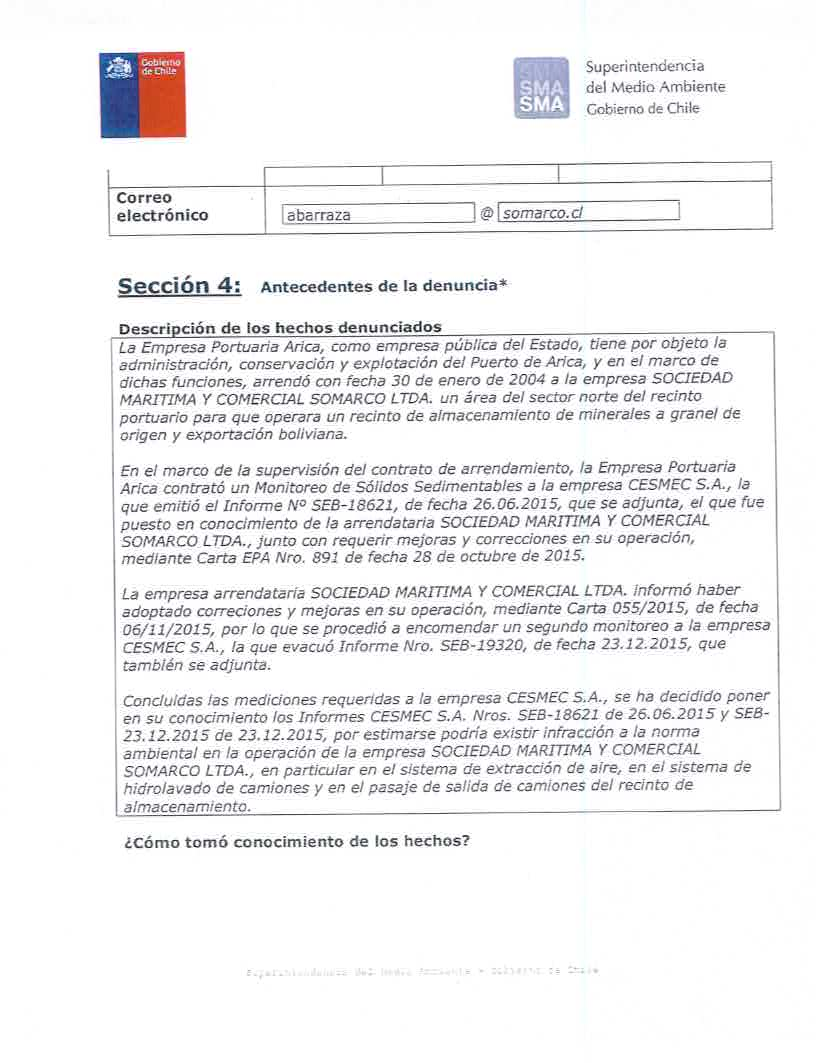 Gobierno
de Chile
SMA
SMA
SMA
Superintendencia
del Medio Ambiente
Gobierno de Chile
Correo
electrónico
abarraza @ somarco.cl
Sección 4: Antecedentes de la denuncia*
Descripción de los hechos denunciados
La Empresa Portuaria Arica, como empresa pública del Estado, tiene por objeto la
administración, conservación y explotación del Puerto de Arica, y en el marco de
dichas funciones, arrendó con fecha 30 de enero de 2004 a la empresa SOCIEDAD
MARITIMA Y COMERCIAL SOMARCO LTDA. un área del sector norte del recinto
portuario para que operara un recinto de almacenamiento de minerales a granel de
origen y exportación boliviana.
En el marco de la supervisión del contrato de arrendamiento, la Empresa Portuaria
Arica contrató un Monitoreo de Sólidos Sedimentables a la empresa CESMEC S.A., la
que emitió el Informe Nº SEB-18621, de fecha 26.06.2015, que se adjunta, el que fue
puesto en conocimiento de la arrendataria SOCIEDAD MARITIMA Y COMERCIAL
SOMARCO LTDA., junto con requerir mejoras y correcciones en su operación,
mediante Carta EPA Nro. 891 de fecha 28 de octubre de 2015.
La empresa arrendataria SOCIEDAD MARITIMA Y COMERCIAL LTDA. informó haber
adoptado correciones y mejoras en su operación, mediante Carta 055/2015, de fecha
06/11/2015, por lo que se procedió a encomendar un segundo monitoreo a la empresa
CESMEC S.A., la que evacuó Informe Nro. SEB-19320, de fecha 23.12.2015, que
también se adjunta.
Concluidas las mediciones requeridas a la empresa CESMEC S.A., se ha decidido poner
en su conocimiento los Informes CESMEC S.A. Nros. SEB-18621 de 26.06.2015 y SEB-
23.12.2015 de 23.12.2015, por estimarse podría existir infracción a la norma
ambiental en la operación de la empresa SOCIEDAD MARITIMA Y COMERCIAL
SOMARCO LTDA., en particular en el sistema de extracción de aire, en el sistema de
hidrolavado de camiones y en el pasaje de salida de camiones del recinto de
almacenamiento.
¿Cómo tomó conocimiento de los hechos?
Superintendencia del Medio Ambiente - Gobierno de Chile